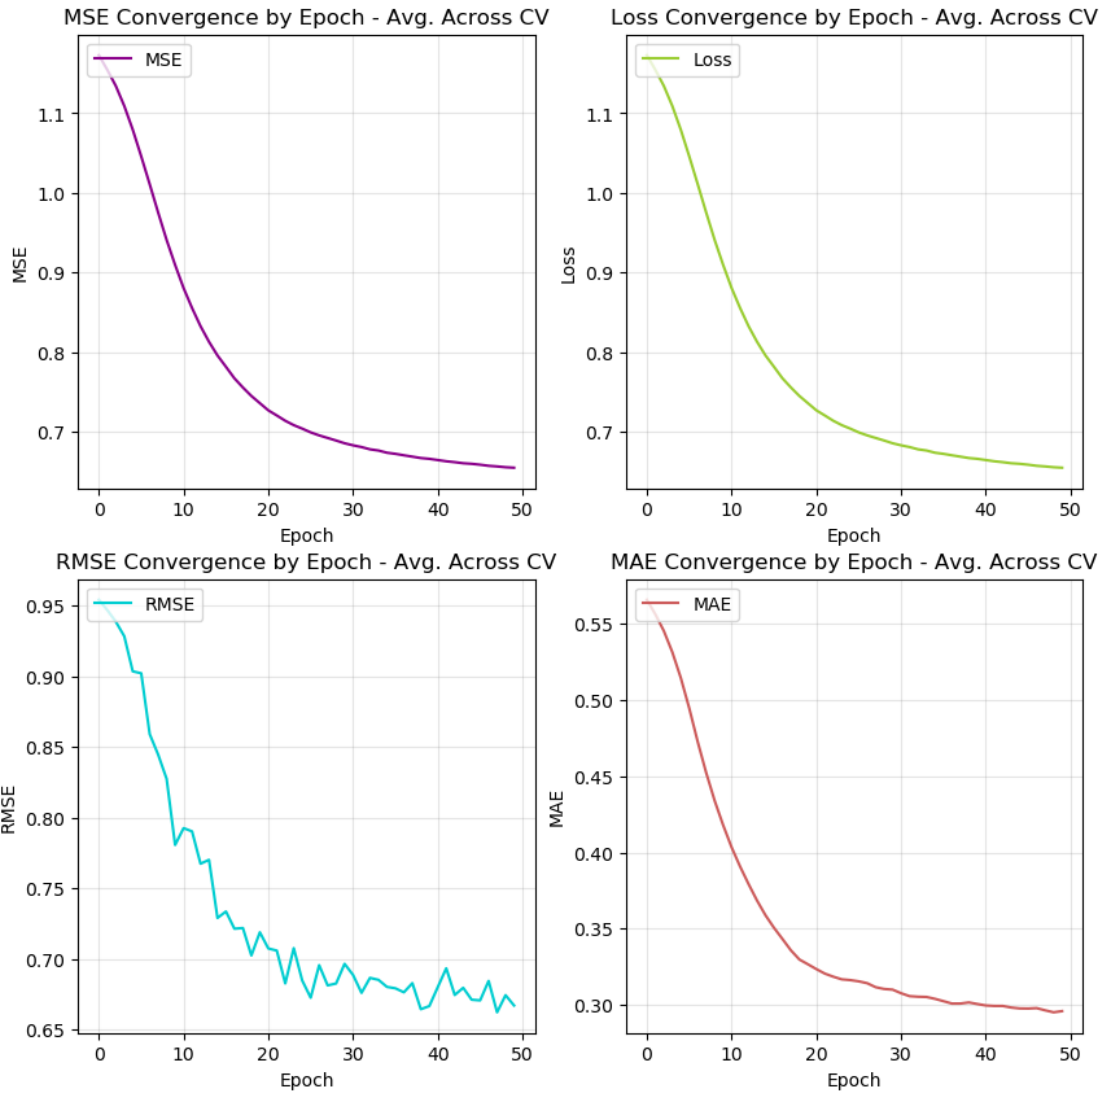 MSE Convergence by Epoch - Avg. Across CV
MSE
1.1
1.0
0.9
0.8
0.7
MSE
0 10 20 30 40 50
Epoch
Loss Convergence by Epoch - Avg. Across CV
Loss
1.1
1.0
0.9
0.8
0.7
Loss
0 10 20 30 40 50
Epoch
RMSE Convergence by Epoch - Avg. Across CV
RMSE
0.95
0.90
0.85
0.80
0.75
0.70
0.65
RMSE
0 10 20 30 40 50
Epoch
MAE Convergence by Epoch - Avg. Across CV
MAE
0.55
0.50
0.45
0.40
0.35
0.30
MAE
0 10 20 30 40 50
Epoch